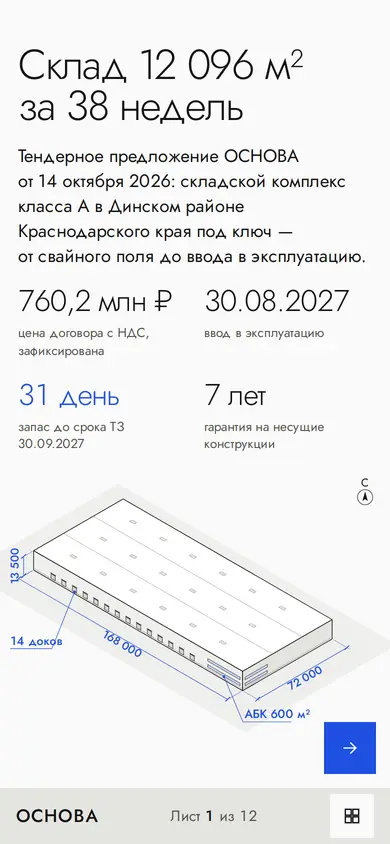 Склад 12 096 м²
за 38 недель
Тендерное предложение ОСНОВА
от 14 октября 2026: складской комплекс
класса А в Динском районе
Краснодарского края под ключ —
от свайного поля до ввода в эксплуатацию.
760,2 млн ₽
цена договора с НДС,
зафиксирована
30.08.2027
ввод в эксплуатацию
31 день
запас до срока ТЗ
30.09.2027
7 лет
гарантия на несущие
конструкции
С
13 500
14 доков
168 000
72 000
АБК 600 м²
ОСНОВА
Лист 1 из 12